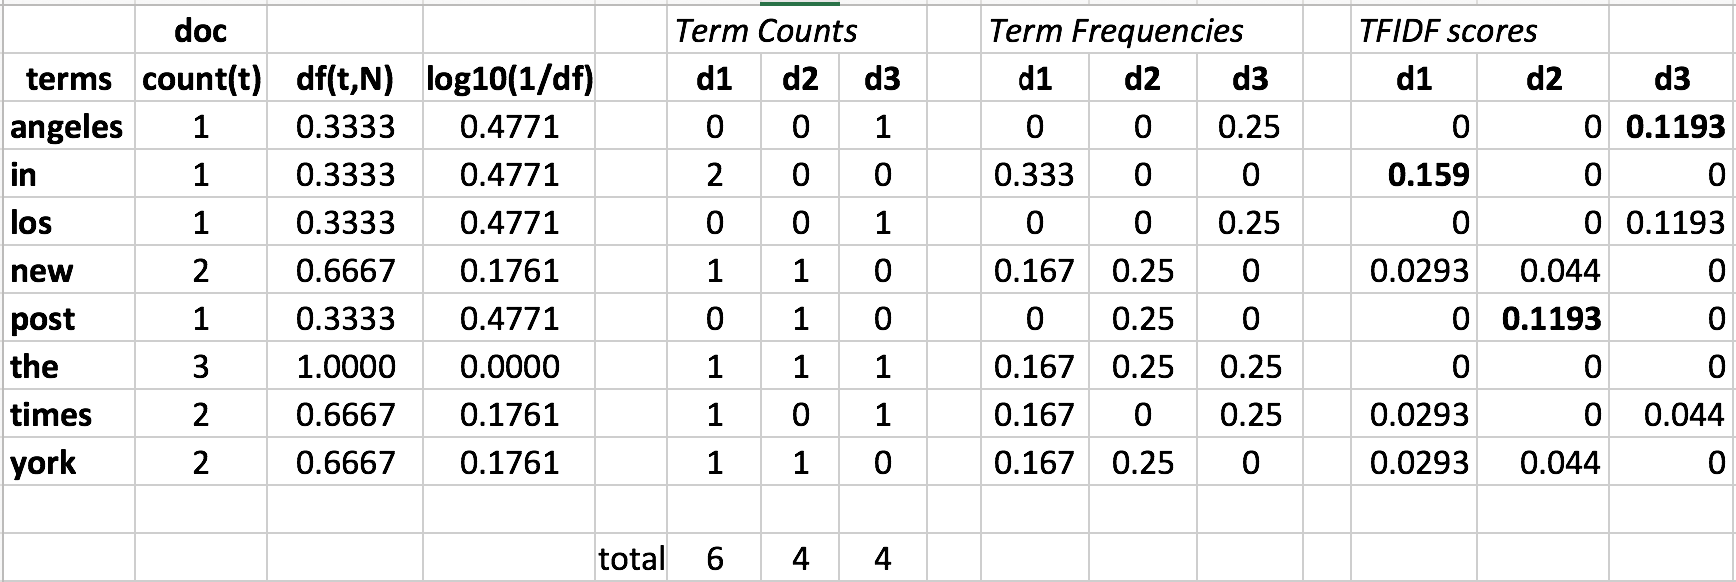 doc Term Counts Term Frequencies TFIDF scores
terms count(t) df(t,N) log10(1/df) d1 d2 d3 d1 d2 d3 d1 d2 d3
angeles 1 0.3333 0.4771 0 0 1 0 0 0.25 0 0 0.1193
in 1 0.3333 0.4771 2 0 0 0.333 0 0 0.159 0 0
los 1 0.3333 0.4771 0 0 1 0 0 0.25 0 0 0.1193
new 2 0.6667 0.1761 1 1 0 0.167 0.25 0 0.0293 0.044 0
post 1 0.3333 0.4771 0 1 0 0 0.25 0 0 0.1193 0
the 3 1.0000 0.0000 1 1 1 0.167 0.25 0.25 0 0 0
times 2 0.6667 0.1761 1 0 1 0.167 0 0.25 0.0293 0 0.044
york 2 0.6667 0.1761 1 1 0 0.167 0.25 0 0.0293 0.044 0
total 6 4 4